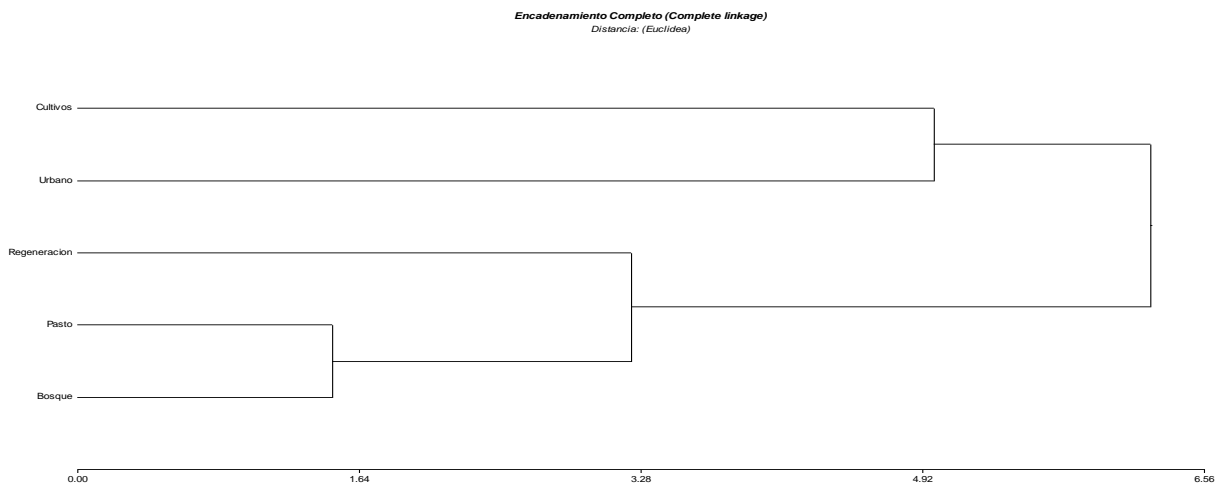 Encadenamiento Completo (Complete linkage)
Distancia: (Euclidea)
Cultivos
Urbano
Regeneracion
Pasto
Bosque
0.00 1.64 3.28 4.92 6.56